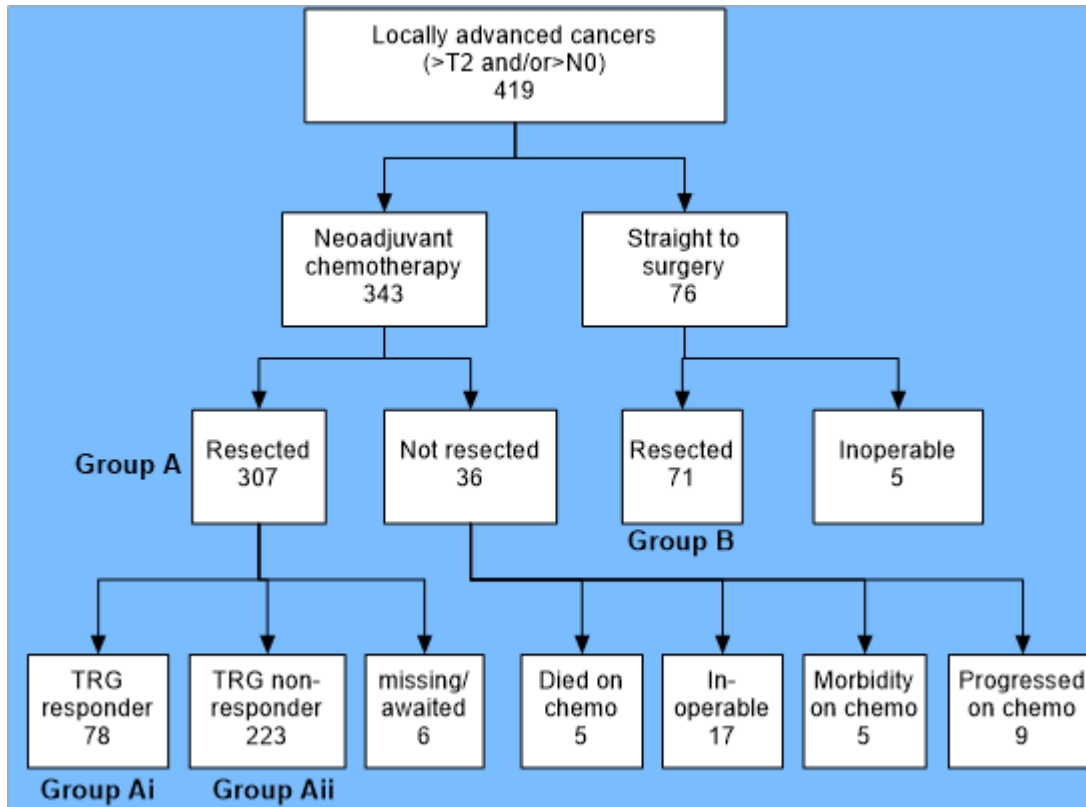 Locally advanced cancers
(>T2 and/or>N0)
419
Neoadjuvant
chemotherapy
343
Straight to
surgery
76
Group A
Resected
307
Not resected
36
Resected
71
Inoperable
5
Group B
TRG
responder
78
TRG non-
responder
223
missing/
awaited
6
Died on
chemo
5
In-
operable
17
Morbidity
on chemo
5
Progressed
on chemo
9
Group Ai
Group Aii